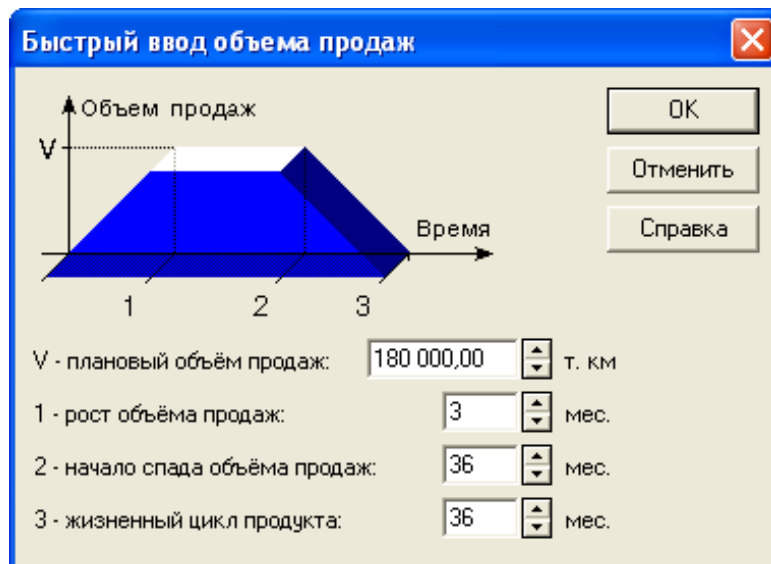 Быстрый ввод объема продаж
Объем продаж
OK
V
Отменить
Время
Справка
1 2 3
V - плановый объём продаж: 180 000,00 т. км
1 - рост объёма продаж: 3 мес.
2 - начало спада объёма продаж: 36 мес.
3 - жизненный цикл продукта: 36 мес.